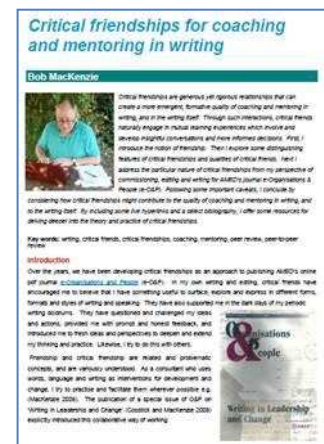 Critical friendships for coaching
and mentoring in writing
Bob MacKenzie
Critical friendships are generous yet rigorous relationships that can
create a more emergent, formative quality of coaching and mentoring in
writing, and in the writing itself. Through such interactions, critical friends
naturally engage in mutual learning experiences which involve and
develop insightful conversations and more informed decisions. First, I
introduce the notion of friendship. Then I explore some distinguishing
features of critical friendships and qualities of critical friends. Next I
address the particular nature of critical friendships from my perspective of
commissioning, editing and writing for AMED's journal e-Organisations &
People (e-O&P). Following some important caveats, I conclude by
considering how critical friendships might contribute to the quality of coaching and mentoring in writing, and
to the writing itself. By including some live hyperlinks and a select bibliography, I offer some resources for
delving deeper into the theory and practice of critical friendships.
Key words: writing, critical friends, critical friendships, coaching, mentoring, peer review, peer-to-peer
review
Introduction
Over the years, we have been developing critical friendships as an approach to publishing AMED's online
pdf journal e-Organisations and People (e-O&P). In my own writing and editing, critical friends have
encouraged me to believe that I have something useful to surface, explore and express in different forms,
formats and styles of writing and speaking. They have also supported me in the dark days of my periodic
writing doldrums. They have questioned and challenged my ideas
and actions, provided me with prompt and honest feedback, and
introduced me to fresh ideas and perspectives to deepen and extend
my thinking and practice. Likewise, I try to do this with others.
Friendship and critical friendship are related and problematic
concepts, and are variously understood. As a consultant who uses
words, language and writing as interventions for development and
change, I try to practise and facilitate them wherever possible e.g.
(MacKenzie 2006). The publication of a special issue of O&P on
'Writing in Leadership and Change' (Goodick and MacKenzie 2008)
explicitly introduced this collaborative way of working.
Organisations
& People
Writing in Leadership
and Change